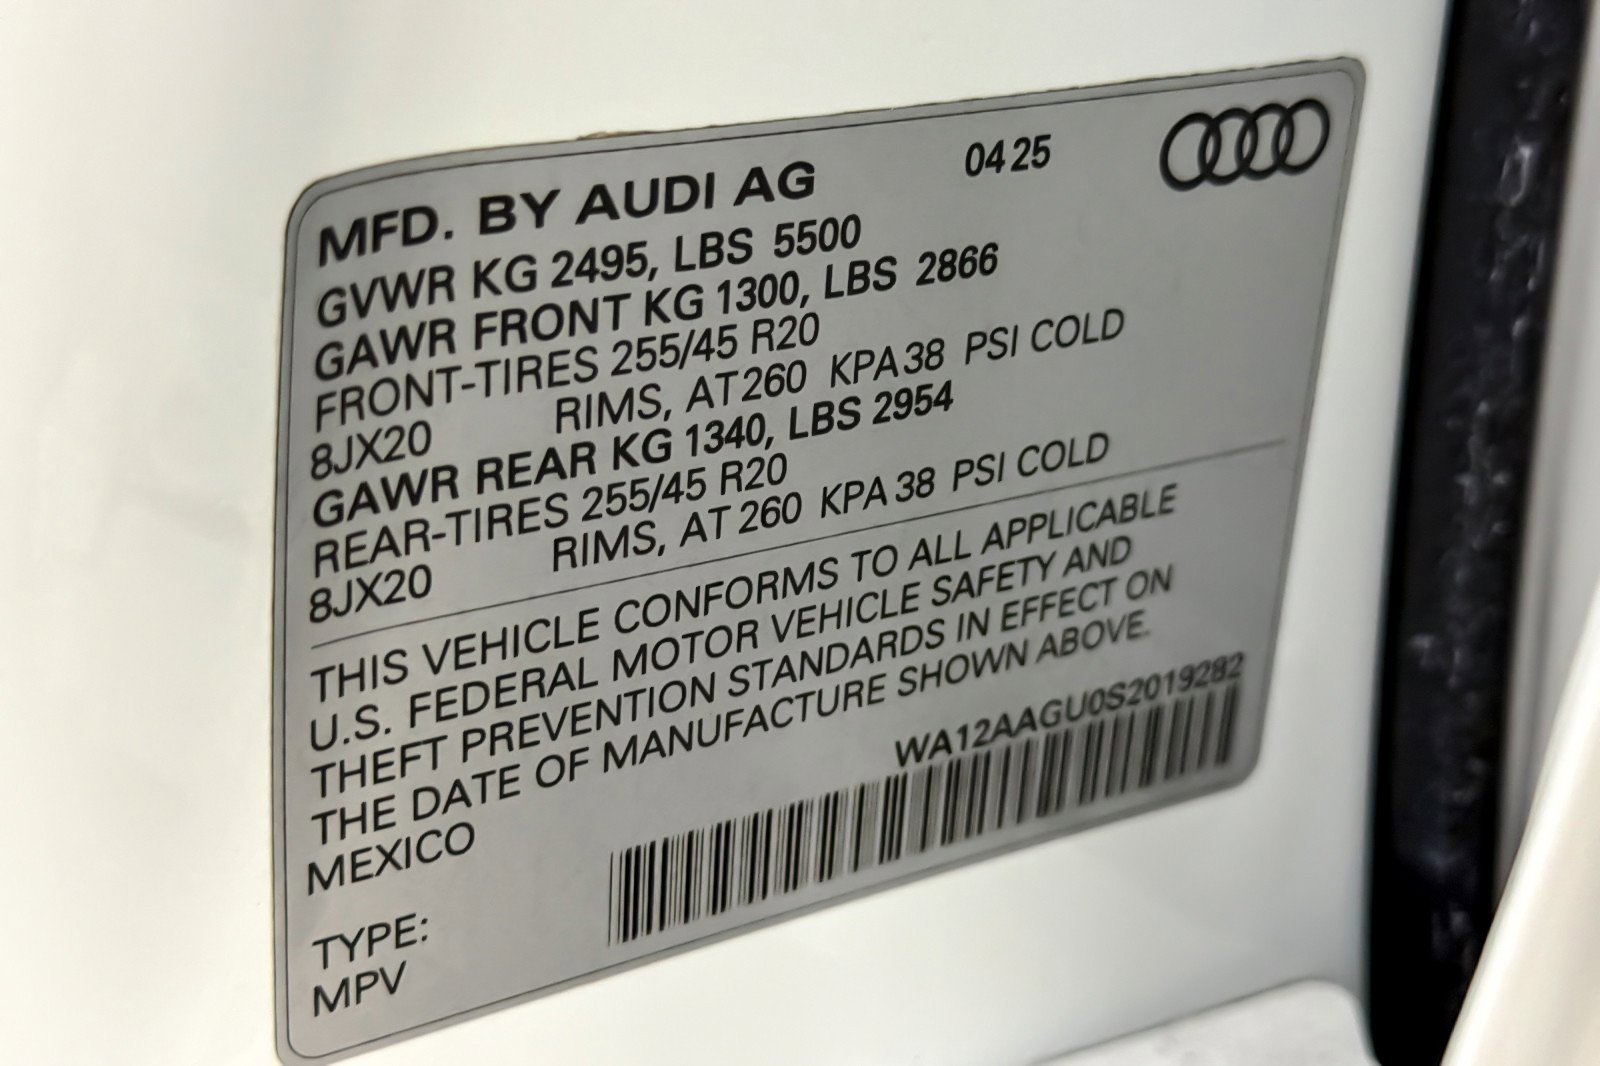 MFD. BY AUDI AG 0425
GVWR KG 2495, LBS 5500
GAWR FRONT KG 1300, LBS 2866
FRONT-TIRES 255/45 R20
8JX20 RIMS, AT 260 KPA 38 PSI COLD
GAWR REAR KG 1340, LBS 2954
REAR-TIRES 255/45 R20
8JX20 RIMS, AT 260 KPA 38 PSI COLD
THIS VEHICLE CONFORMS TO ALL APPLICABLE
U.S. FEDERAL MOTOR VEHICLE SAFETY AND
THEFT PREVENTION STANDARDS IN EFFECT ON
THE DATE OF MANUFACTURE SHOWN ABOVE.
MEXICO WA12AAGU0S2019282
TYPE:
MPV